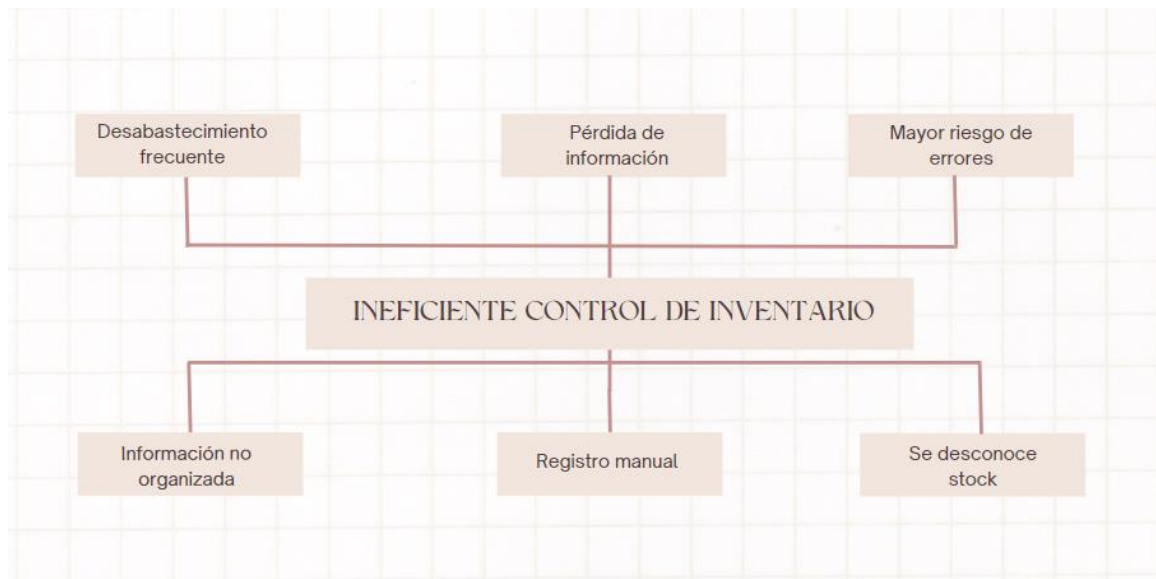 Desabastecimiento
frecuente
Pérdida de
información
Mayor riesgo de
errores
INEFICIENTE CONTROL DE INVENTARIO
Información no
organizada
Registro manual
Se desconoce
stock